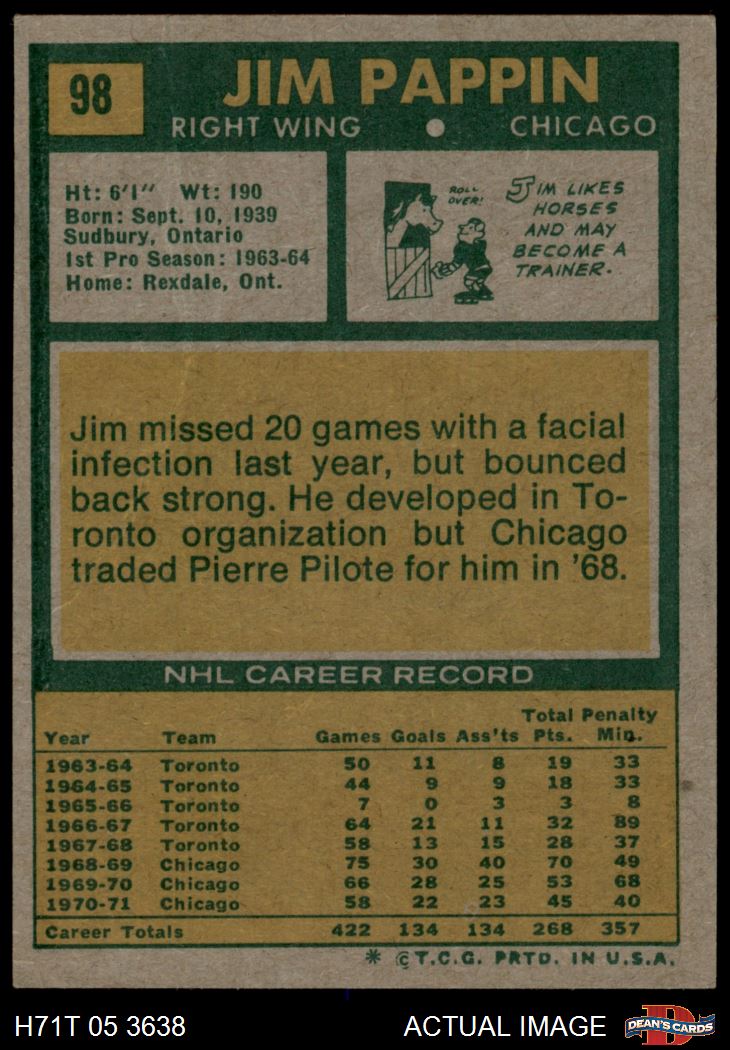 98
JIM PAPPIN
RIGHT WING • CHICAGO
Ht: 6'1" Wt: 190
Born: Sept. 10, 1939
Sudbury, Ontario
1st Pro Season: 1963-64
Home: Rexdale, Ont.
ROLL
OVER!
JIM LIKES
HORSES
AND MAY
BECOME A
TRAINER.
Jim missed 20 games with a facial
infection last year, but bounced
back strong. He developed in To-
ronto organization but Chicago
traded Pierre Pilote for him in '68.
NHL CAREER RECORD
Total Penalty
Year Team Games Goals Ass'ts Pts. Min.
1963-64 Toronto 50 11 8 19 33
1964-65 Toronto 44 9 9 18 33
1965-66 Toronto 7 0 3 3 8
1966-67 Toronto 64 21 11 32 89
1967-68 Toronto 58 13 15 28 37
1968-69 Chicago 75 30 40 70 49
1969-70 Chicago 66 28 25 53 68
1970-71 Chicago 58 22 23 45 40
Career Totals 422 134 134 268 357
* © T.C.G. PRTD. IN U.S.A.
H71T 05 3638 ACTUAL IMAGE
D
DEAN'S CARDS